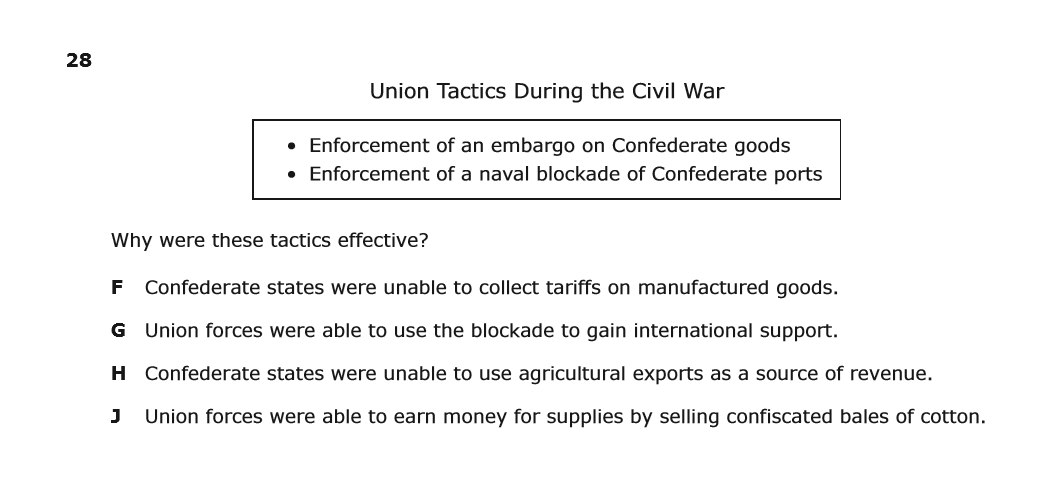 28
Union Tactics During the Civil War
• Enforcement of an embargo on Confederate goods
• Enforcement of a naval blockade of Confederate ports
Why were these tactics effective?
F Confederate states were unable to collect tariffs on manufactured goods.
G Union forces were able to use the blockade to gain international support.
H Confederate states were unable to use agricultural exports as a source of revenue.
J Union forces were able to earn money for supplies by selling confiscated bales of cotton.